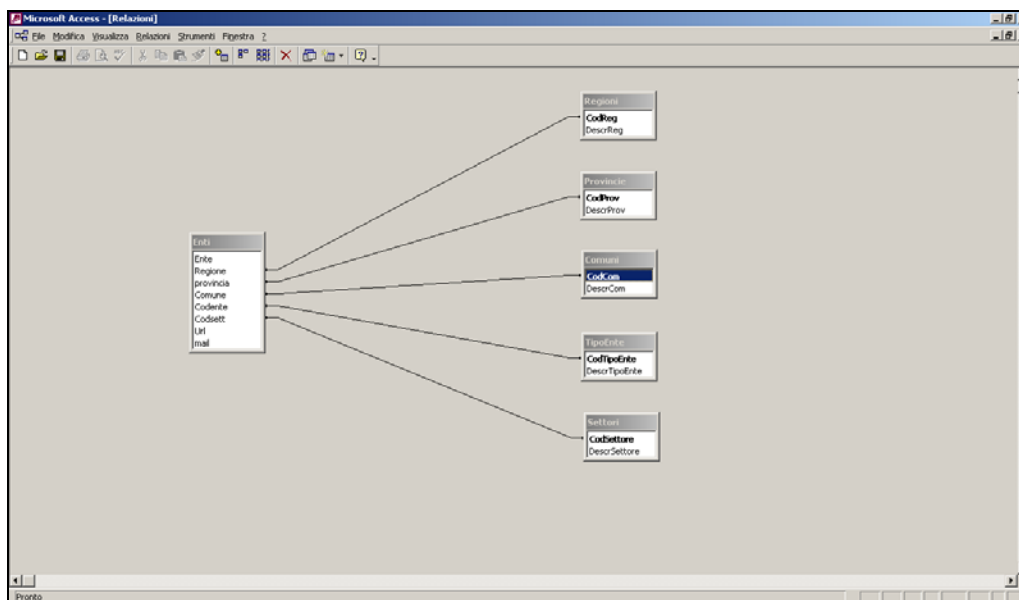 Microsoft Access - [Relazioni]
File Modifica Visualizza Relazioni Strumenti Finestra ?
Regioni
CodReg
DescrReg
Provincie
CodProv
DescrProv
Enti
Ente
Regione
provincia
Comune
Codente
Codsett
Url
mail
Comuni
CodCom
DescrCom
TipoEnte
CodTipoEnte
DescrTipoEnte
Settori
CodSettore
DescrSettore
Pronto